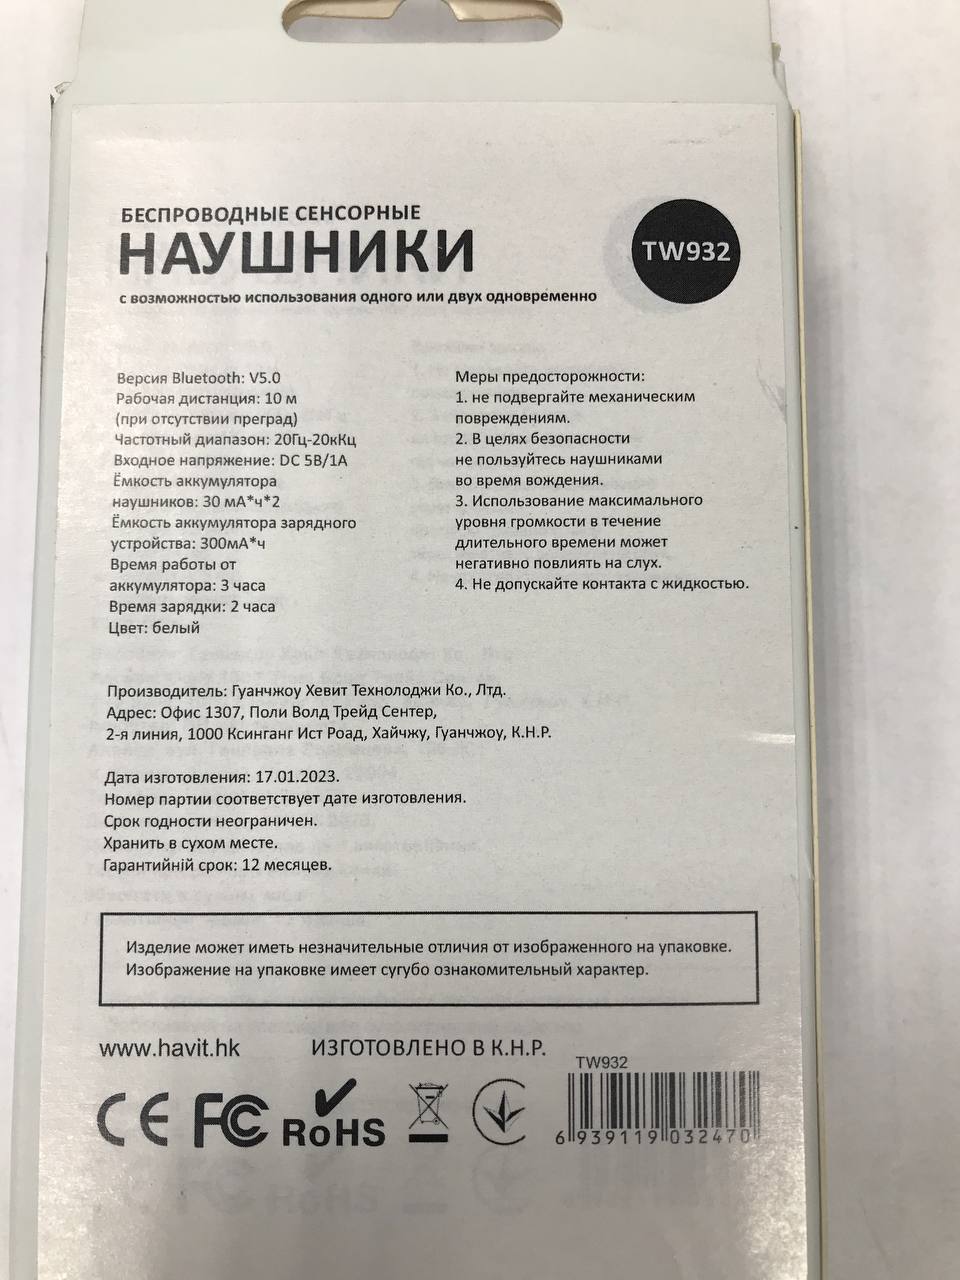 БЕСПРОВОДНЫЕ СЕНСОРНЫЕ
НАУШНИКИ
с возможностью использования одного или двух одновременно
TW932
Версия Bluetooth: V5.0
Рабочая дистанция: 10 м
(при отсутствии преград)
Частотный диапазон: 20Гц-20кКц
Входное напряжение: DC 5В/1А
Ёмкость аккумулятора
наушников: 30 мА*ч*2
Ёмкость аккумулятора зарядного
устройства: 300мА*ч
Время работы от
аккумулятора: 3 часа
Время зарядки: 2 часа
Цвет: белый
Меры предосторожности:
1. не подвергайте механическим
повреждениям.
2. В целях безопасности
не пользуйтесь наушниками
во время вождения.
3. Использование максимального
уровня громкости в течение
длительного времени может
негативно повлиять на слух.
4. Не допускайте контакта с жидкостью.
Производитель: Гуанчжоу Хевит Технолоджи Ко., Лтд.
Адрес: Офис 1307, Поли Волд Трейд Сентер,
2-я линия, 1000 Ксинганг Ист Роад, Хайчжу, Гуанчжоу, К.Н.Р.
Дата изготовления: 17.01.2023.
Номер партии соответствует дате изготовления.
Срок годности неограничен.
Хранить в сухом месте.
Гарантийнй срок: 12 месяцев.
Изделие может иметь незначительные отличия от изображенного на упаковке.
Изображение на упаковке имеет сугубо ознакомительный характер.
www.havit.hk
ИЗГОТОВЛЕНО В К.Н.Р.
TW932
CE FC RoHS
6 939119 032470